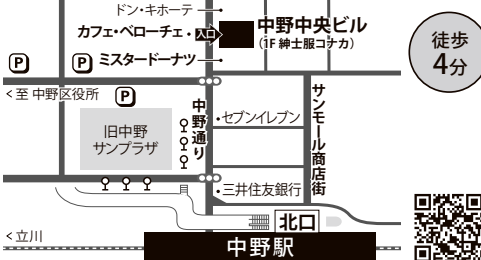 ドン・キホーテ
カフェ・ベローチェ
入口
中野中央ビル
(1F 紳士服コナカ)
徒歩
4分
P
P
ミスタードーナツ
<至 中野区役所
P
中野通り
セブンイレブン
サンモール商店街
旧中野
サンプラザ
三井住友銀行
北口
<立川
中野駅